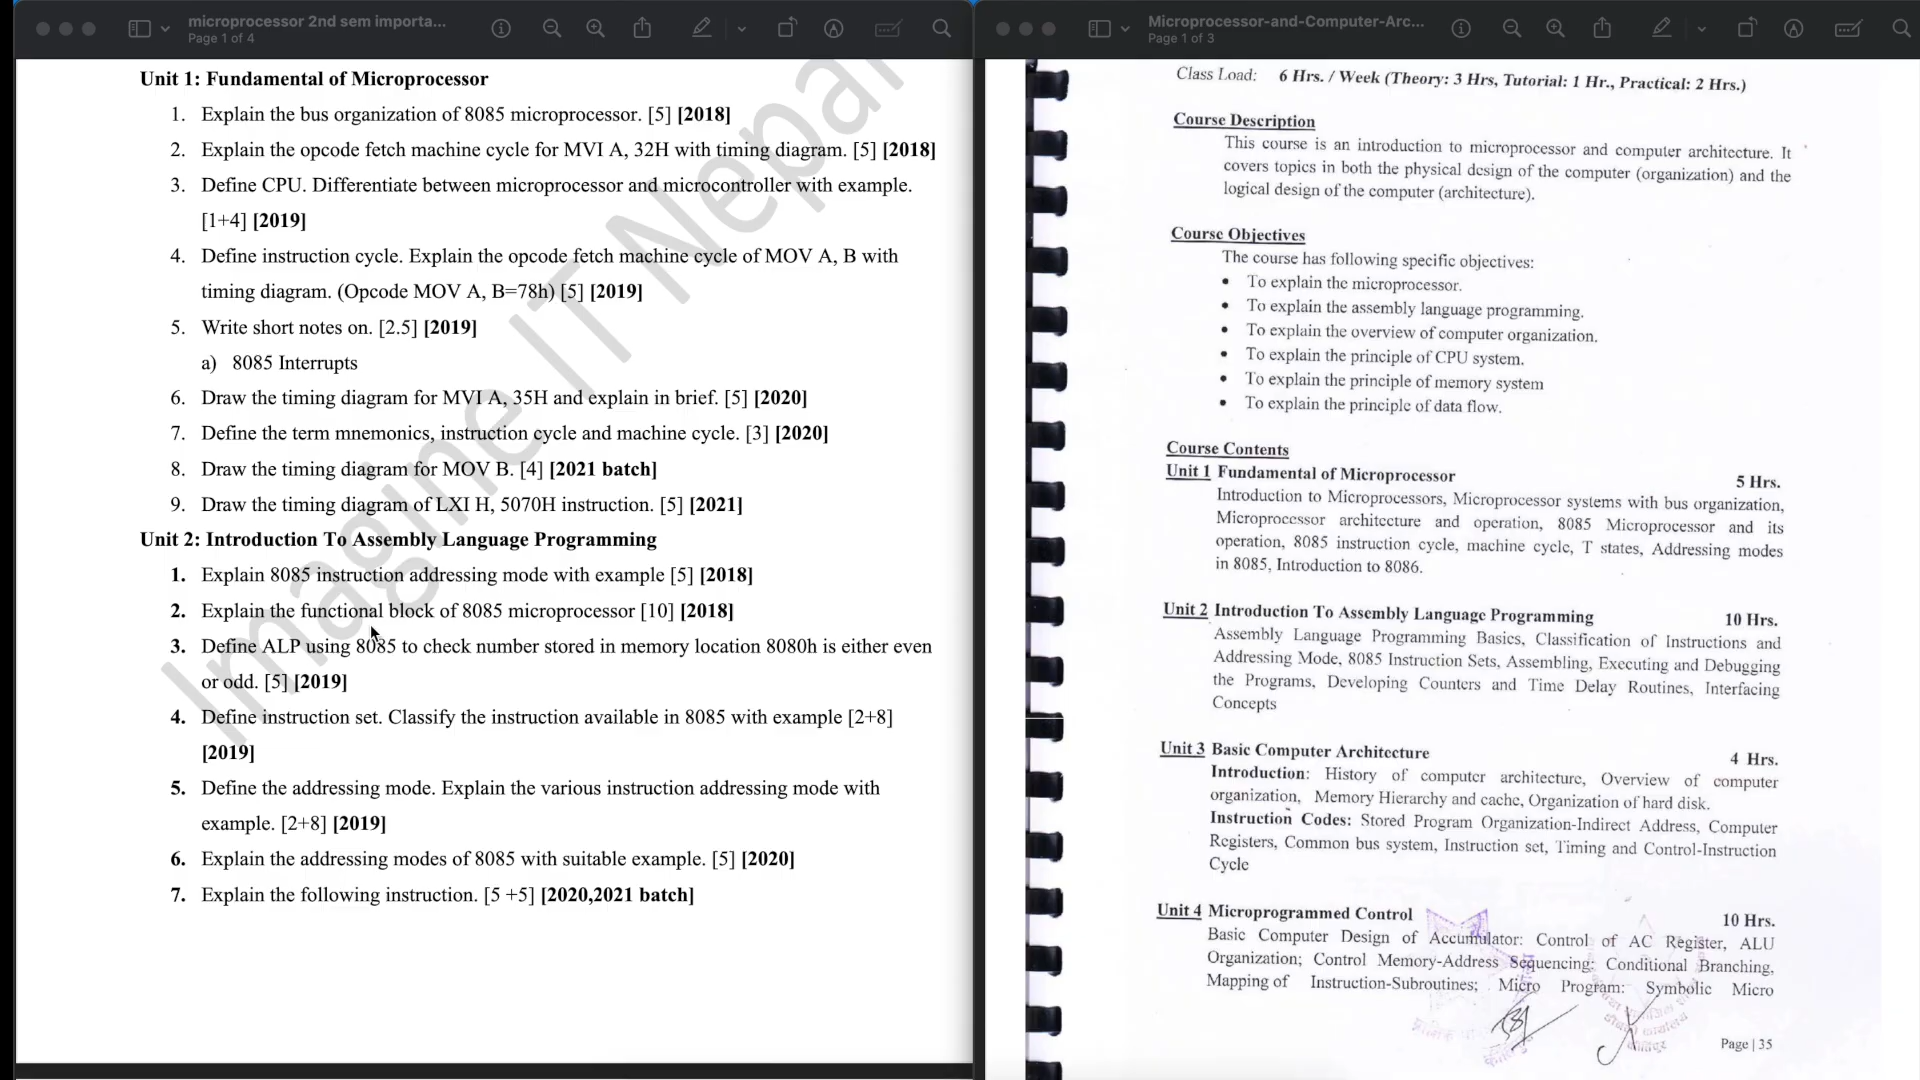 microprocessor 2nd sem importa...
Page 1 of 4
Unit 1: Fundamental of Microprocessor
1. Explain the bus organization of 8085 microprocessor. [5] [2018]
2. Explain the opcode fetch machine cycle for MVI A, 32H with timing diagram. [5] [2018]
3. Define CPU. Differentiate between microprocessor and microcontroller with example.
[1+4] [2019]
4. Define instruction cycle. Explain the opcode fetch machine cycle of MOV A, B with
timing diagram. (Opcode MOV A, B=78h) [5] [2019]
5. Write short notes on. [2.5] [2019]
a) 8085 Interrupts
6. Draw the timing diagram for MVI A, 35H and explain in brief. [5] [2020]
7. Define the term mnemonics, instruction cycle and machine cycle. [3] [2020]
8. Draw the timing diagram for MOV B. [4] [2021 batch]
9. Draw the timing diagram of LXI H, 5070H instruction. [5] [2021]
Unit 2: Introduction To Assembly Language Programming
1. Explain 8085 instruction addressing mode with example [5] [2018]
2. Explain the functional block of 8085 microprocessor [10] [2018]
3. Define ALP using 8085 to check number stored in memory location 8080h is either even
or odd. [5] [2019]
4. Define instruction set. Classify the instruction available in 8085 with example [2+8]
[2019]
5. Define the addressing mode. Explain the various instruction addressing mode with
example. [2+8] [2019]
6. Explain the addressing modes of 8085 with suitable example. [5] [2020]
7. Explain the following instruction. [5 +5] [2020,2021 batch]
Imagine IT Nepal
Microprocessor-and-Computer-Arc...
Page 1 of 3
Class Load: 6 Hrs. / Week (Theory: 3 Hrs, Tutorial: 1 Hr., Practical: 2 Hrs.)
Course Description
This course is an introduction to microprocessor and computer architecture. It
covers topics in both the physical design of the computer (organization) and the
logical design of the computer (architecture).
Course Objectives
The course has following specific objectives:
• To explain the microprocessor.
• To explain the assembly language programming.
• To explain the overview of computer organization.
• To explain the principle of CPU system.
• To explain the principle of memory system
• To explain the principle of data flow.
Course Contents
Unit 1 Fundamental of Microprocessor 5 Hrs.
Introduction to Microprocessors, Microprocessor systems with bus organization,
Microprocessor architecture and operation, 8085 Microprocessor and its
operation, 8085 instruction cycle, machine cycle, T states, Addressing modes
in 8085, Introduction to 8086.
Unit 2 Introduction To Assembly Language Programming 10 Hrs.
Assembly Language Programming Basics, Classification of Instructions and
Addressing Mode, 8085 Instruction Sets, Assembling, Executing and Debugging
the Programs, Developing Counters and Time Delay Routines, Interfacing
Concepts
Unit 3 Basic Computer Architecture 4 Hrs.
Introduction: History of computer architecture, Overview of computer
organization, Memory Hierarchy and cache, Organization of hard disk.
Instruction Codes: Stored Program Organization-Indirect Address, Computer
Registers, Common bus system, Instruction set, Timing and Control-Instruction
Cycle
Unit 4 Microprogrammed Control 10 Hrs.
Basic Computer Design of Accumulator: Control of AC Register, ALU
Organization; Control Memory-Address Sequencing: Conditional Branching,
Mapping of Instruction-Subroutines; Micro Program: Symbolic Micro
Page | 35